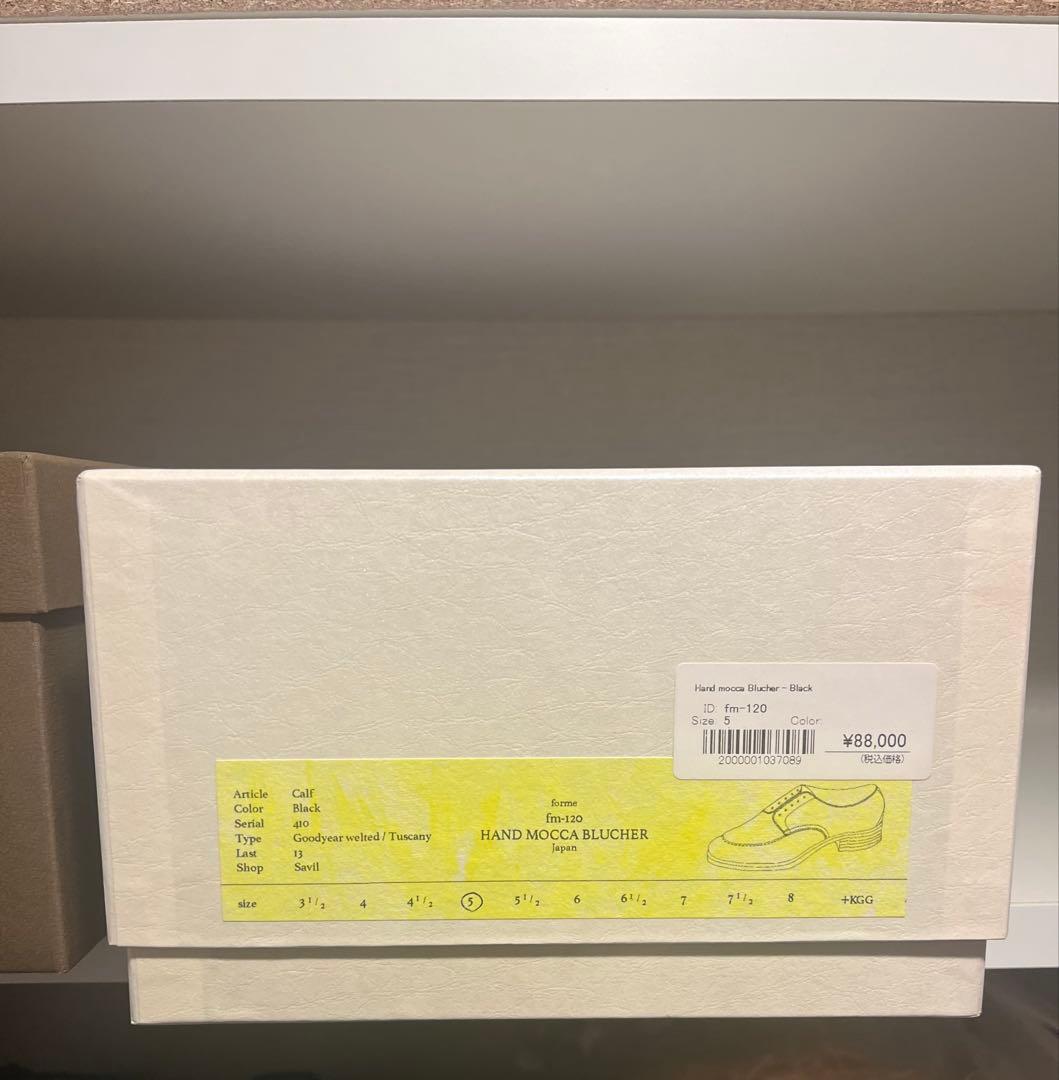 Hand mocca Blucher - Black
ID: fm-120
Size: 5 Color:
¥88,000
2000001037089 (税込価格)
Article Calf
Color Black
Serial 410
Type Goodyear welted / Tuscany
Last 13
Shop Savil
forme
fm-120
HAND MOCCA BLUCHER
Japan
size 3 1/2 4 4 1/2 5 5 1/2 6 6 1/2 7 7 1/2 8 +KGG